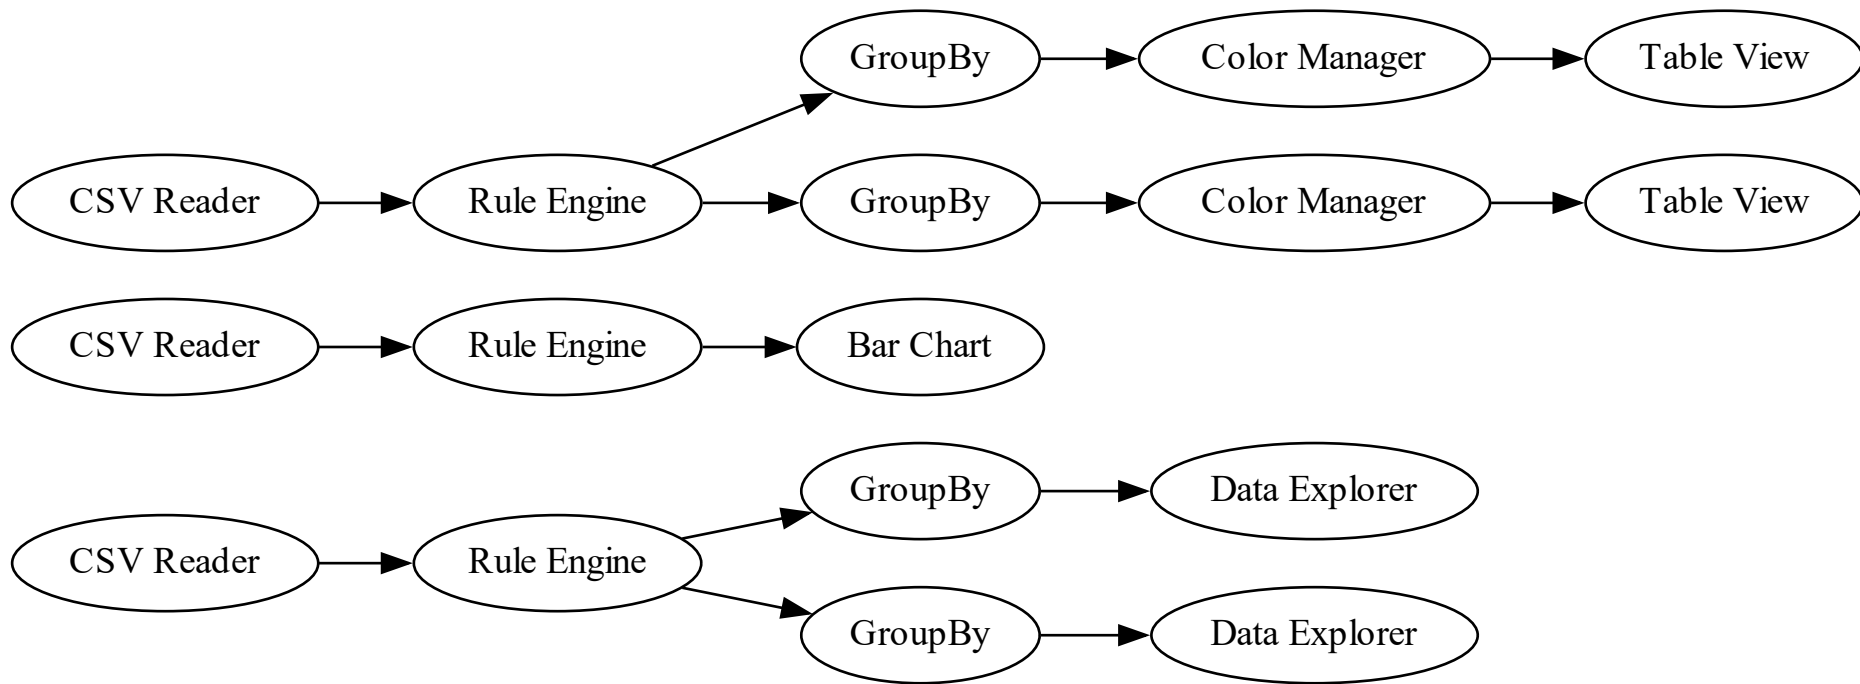 GroupBy
Color Manager
Table View
CSV Reader
Rule Engine
GroupBy
Color Manager
Table View
CSV Reader
Rule Engine
Bar Chart
GroupBy
Data Explorer
CSV Reader
Rule Engine
GroupBy
Data Explorer